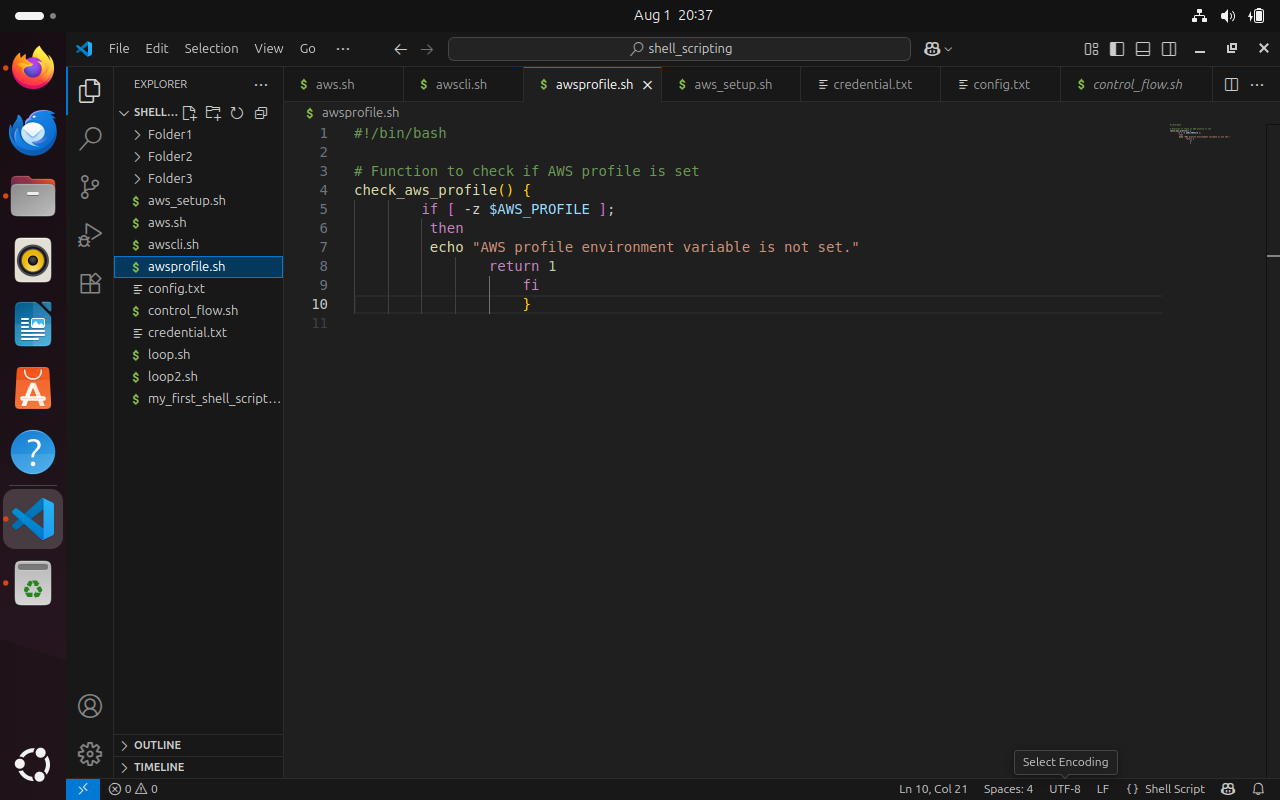 Aug 1 20:37
File Edit Selection View Go
shell_scripting
EXPLORER
aws.sh
awscli.sh
awsprofile.sh
aws_setup.sh
credential.txt
config.txt
control_flow.sh
SHELL...
awsprofile.sh
Folder1
Folder2
Folder3
aws_setup.sh
aws.sh
awscli.sh
awsprofile.sh
config.txt
control_flow.sh
credential.txt
loop.sh
loop2.sh
my_first_shell_script...
OUTLINE
TIMELINE
1 #!/bin/bash
2
3 # Function to check if AWS profile is set
4 check_aws_profile() {
5 if [ -z $AWS_PROFILE ];
6 then
7 echo "AWS profile environment variable is not set."
8 return 1
9 fi
10 }
11
Select Encoding
0 0
Ln 10, Col 21 Spaces: 4 UTF-8 LF {} Shell Script